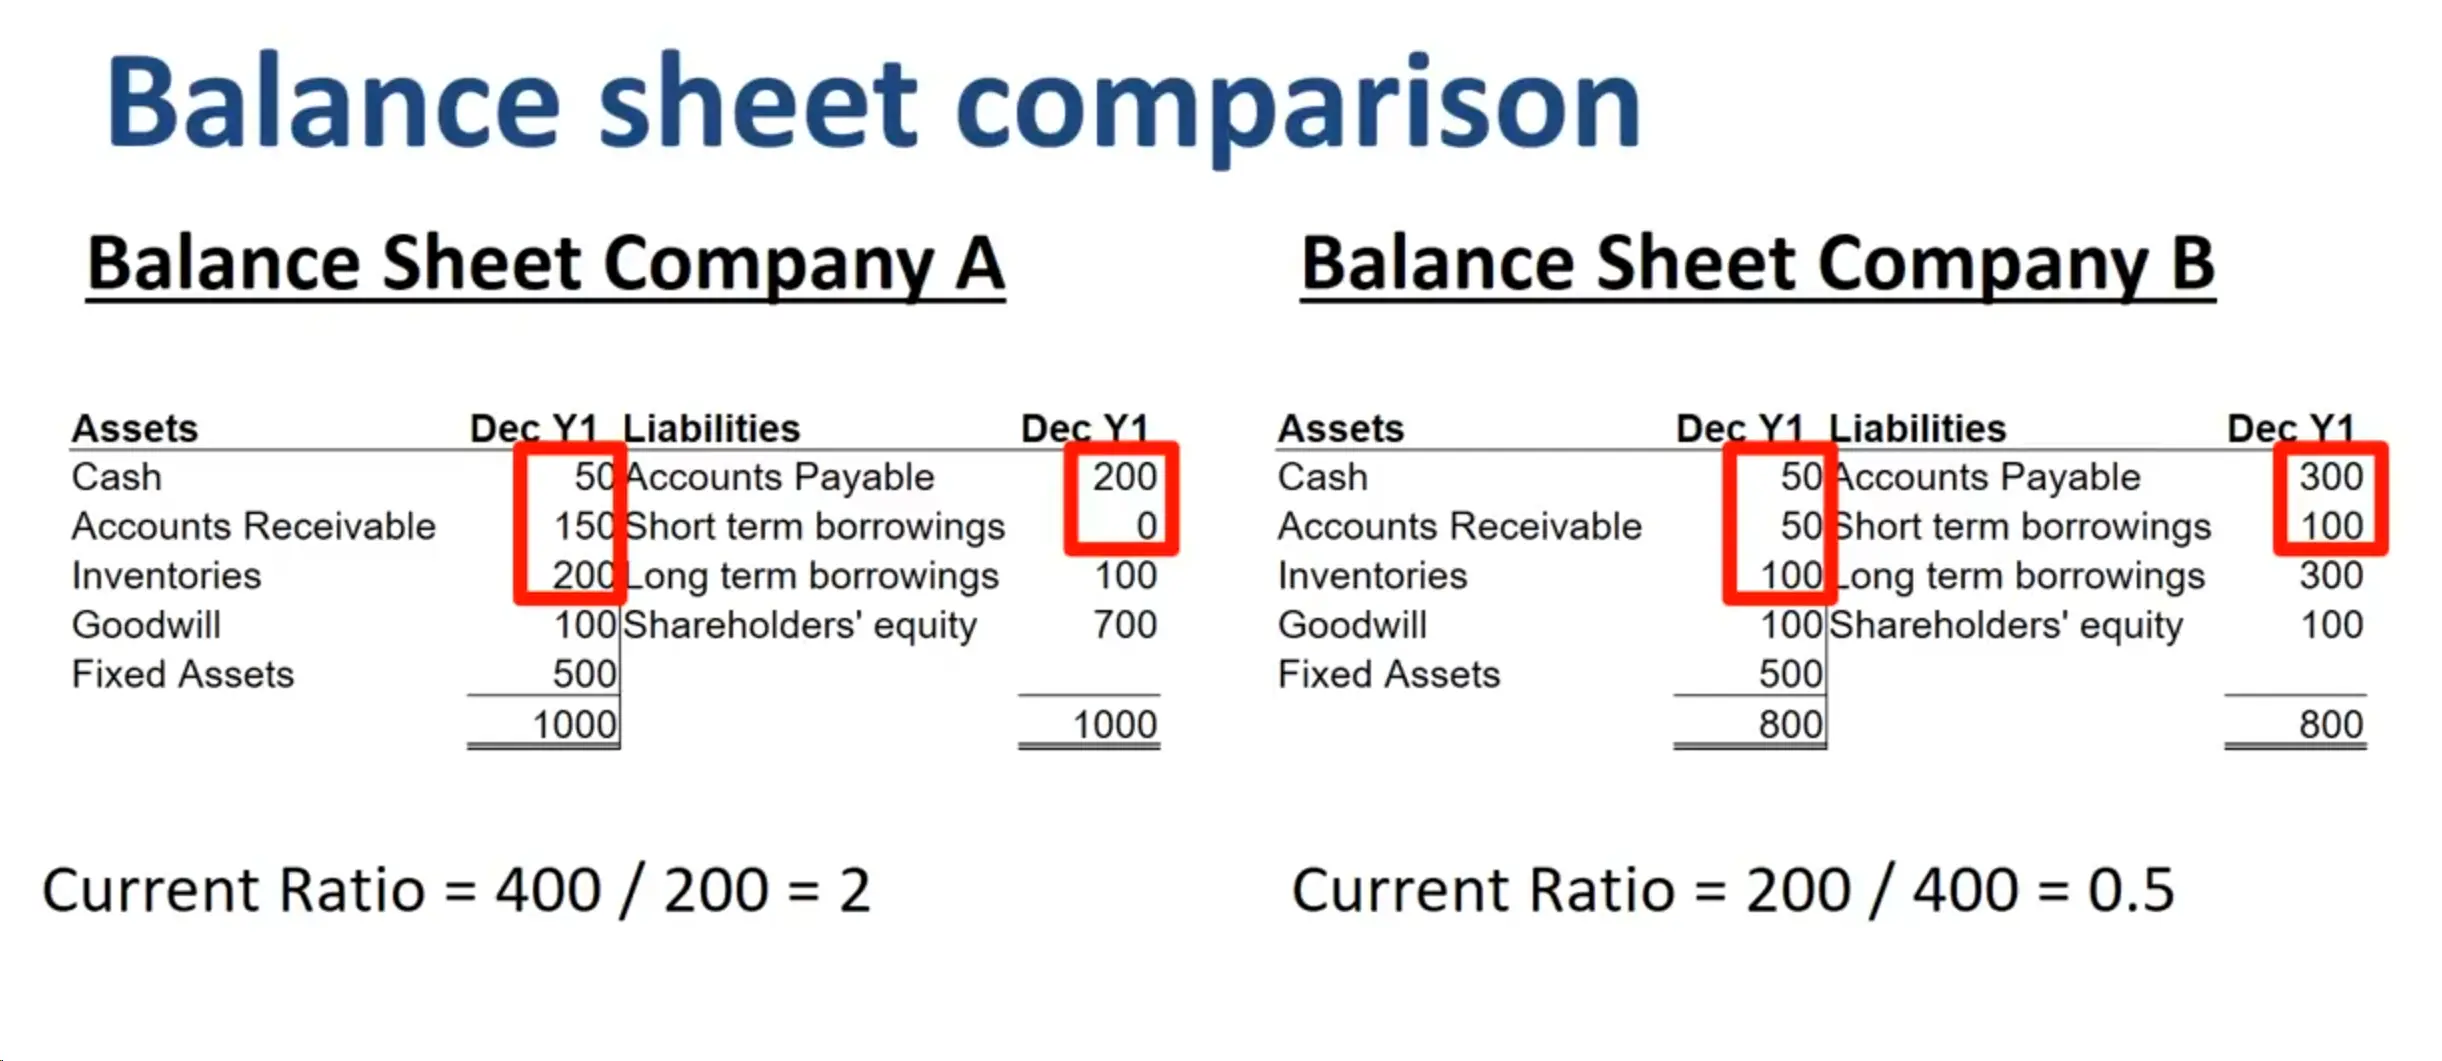 Balance sheet comparison
Balance Sheet Company A
Assets Dec Y1 Liabilities Dec Y1
Cash 50 Accounts Payable 200
Accounts Receivable 150 Short term borrowings 0
Inventories 200 Long term borrowings 100
Goodwill 100 Shareholders' equity 700
Fixed Assets 500
1000 1000
Current Ratio = 400 / 200 = 2
Balance Sheet Company B
Assets Dec Y1 Liabilities Dec Y1
Cash 50 Accounts Payable 300
Accounts Receivable 50 Short term borrowings 100
Inventories 100 Long term borrowings 300
Goodwill 100 Shareholders' equity 100
Fixed Assets 500
800 800
Current Ratio = 200 / 400 = 0.5